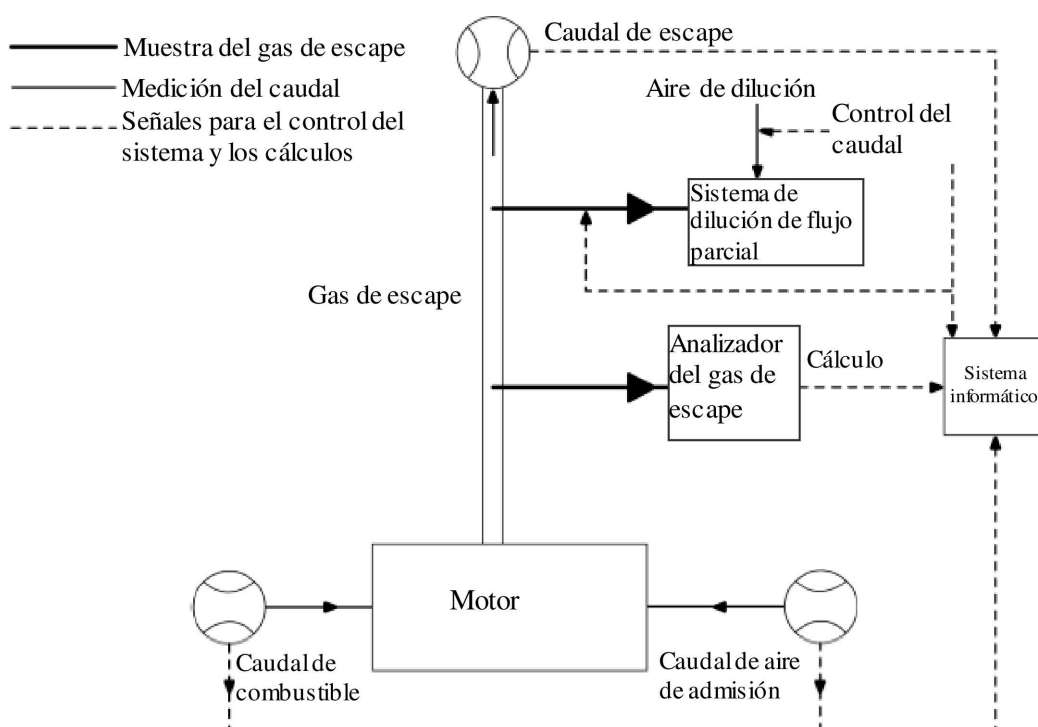 Muestra del gas de escape
Medición del caudal
Señales para el control del
sistema y los cálculos
Caudal de escape
Aire de dilución
Control del
caudal
Sistema de
dilución de flujo
parcial
Gas de escape
Analizador
del gas de
escape
Cálculo
Sistema
informático
Motor
Caudal de
combustible
Caudal de aire
de admisión